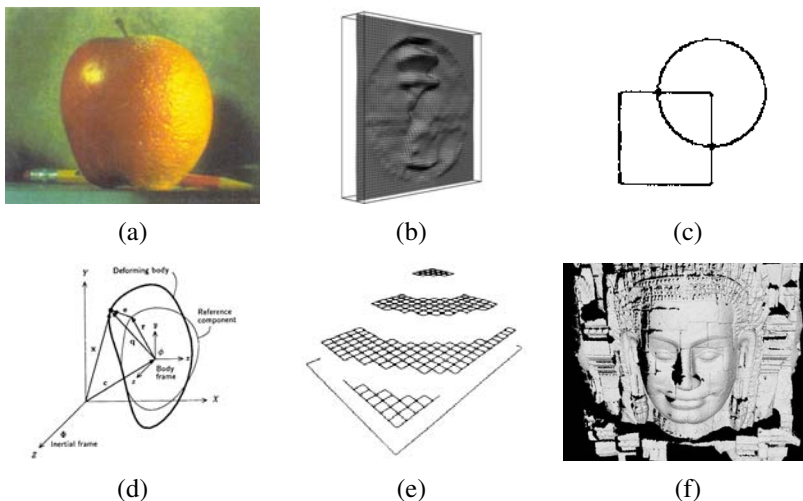 (a)
(b)
(c)
Y
Deforming body
Reference
component
e
r
y
q
x
ϕ
x
Body
frame
z
c
X
Φ
Inertial frame
Z
(d)
(e)
(f)